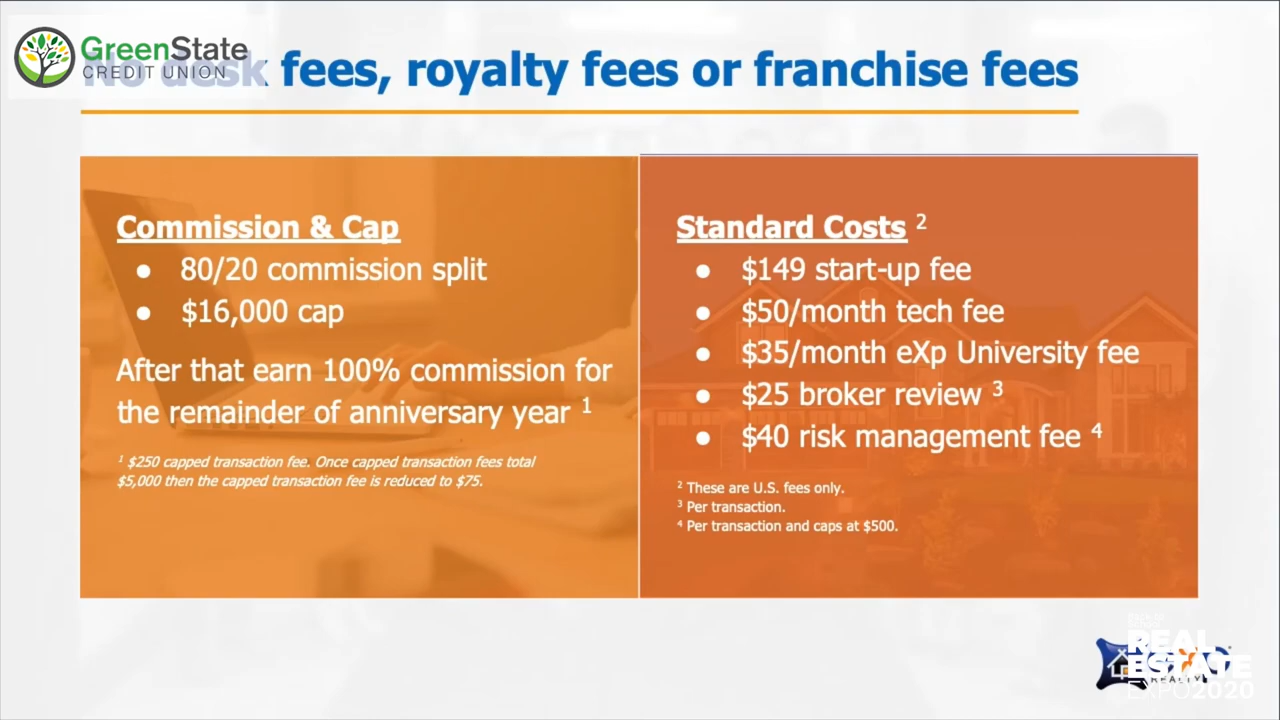 GreenState
CREDIT UNION
No desk fees, royalty fees or franchise fees
Commission & Cap
● 80/20 commission split
● $16,000 cap
After that earn 100% commission for
the remainder of anniversary year ¹
¹ $250 capped transaction fee. Once capped transaction fees total
$5,000 then the capped transaction fee is reduced to $75.
Standard Costs ²
● $149 start-up fee
● $50/month tech fee
● $35/month eXp University fee
● $25 broker review ³
● $40 risk management fee ⁴
² These are U.S. fees only.
³ Per transaction.
⁴ Per transaction and caps at $500.
REAL
ESTATE
EXPO2020
REALTY